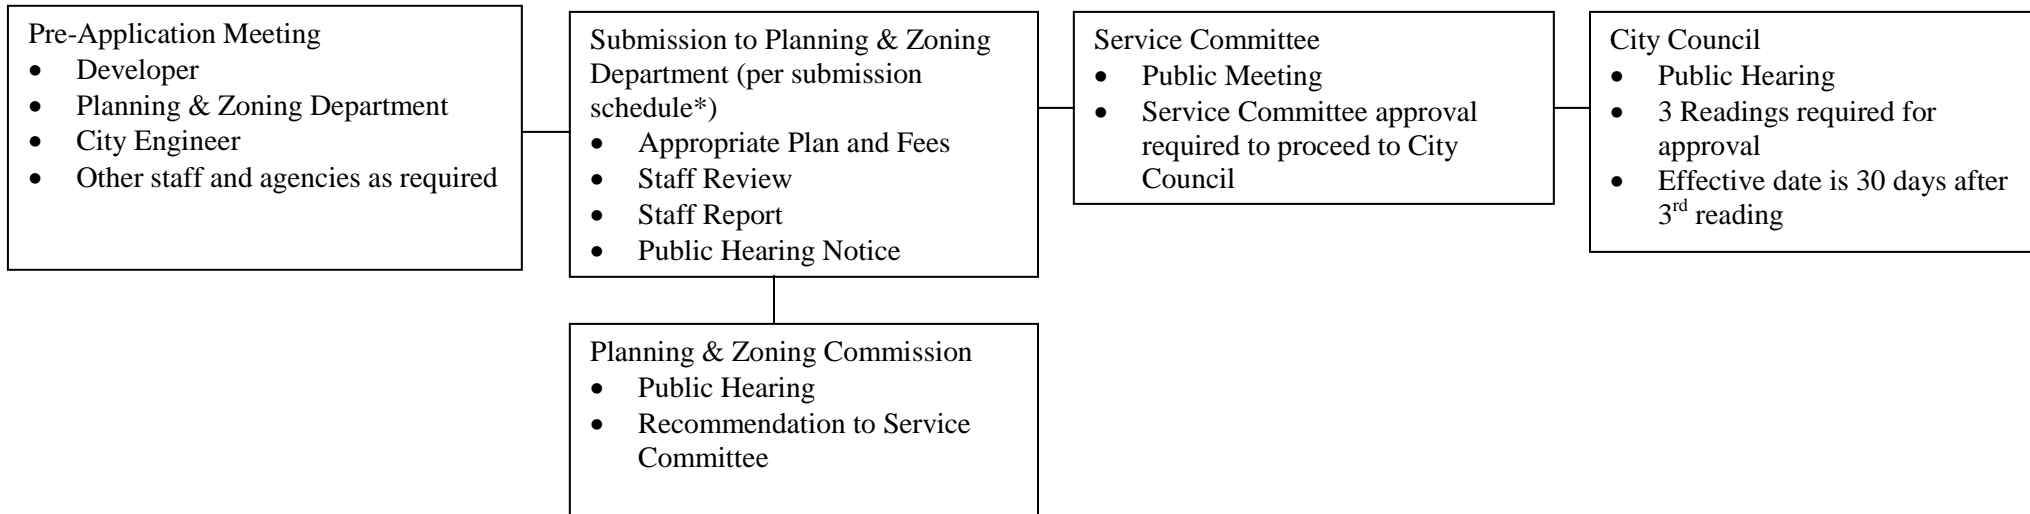 Pre-Application Meeting
• Developer
• Planning & Zoning Department
• City Engineer
• Other staff and agencies as required
Submission to Planning & Zoning
Department (per submission
schedule*)
• Appropriate Plan and Fees
• Staff Review
• Staff Report
• Public Hearing Notice
Planning & Zoning Commission
• Public Hearing
• Recommendation to Service
Committee
Service Committee
• Public Meeting
• Service Committee approval
required to proceed to City
Council
City Council
• Public Hearing
• 3 Readings required for
approval
• Effective date is 30 days after
3rd reading